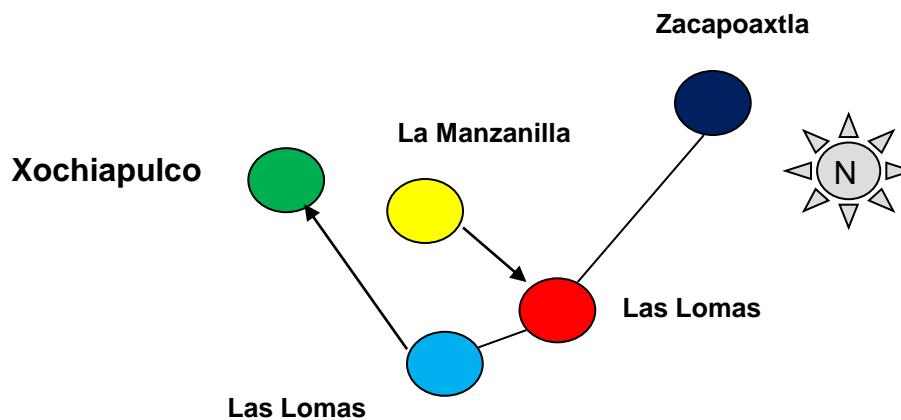 Zacapoaxtla
La Manzanilla
Xochiapulco
N
Las Lomas
Las Lomas